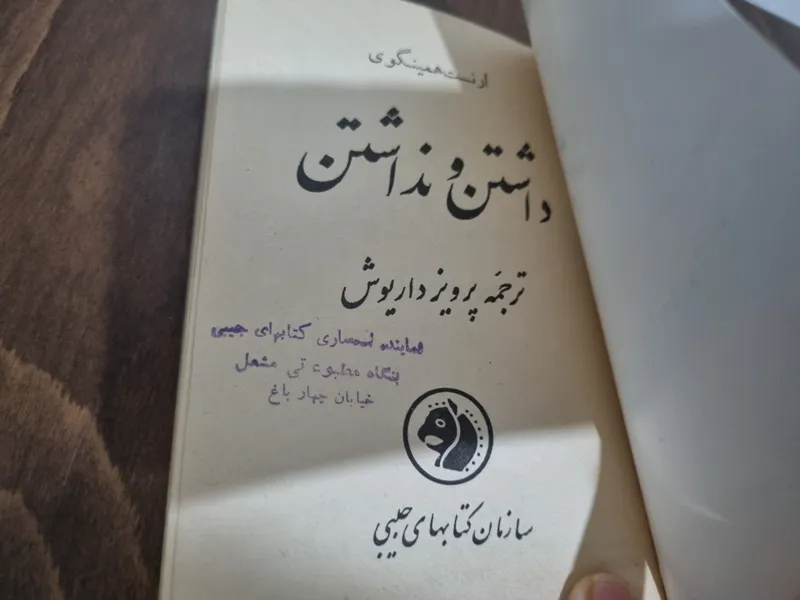 ارنست همینگوی
داشتن و نداشتن
ترجمه پرویز داریوش
نماینده انحصاری کتابهای جیبی
بنگاه مطبوعاتی مشعل
خیابان چهار باغ
سازمان کتابهای جیبی